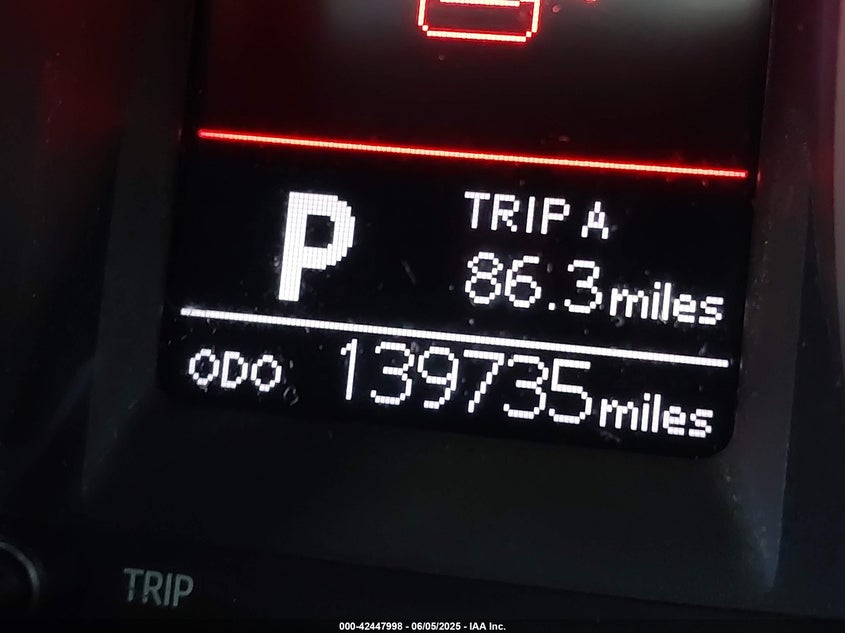 P
TRIP A
86.3 miles
ODO 139735 miles
TRIP
000-42447998 - 06/05/2025 - IAA Inc.